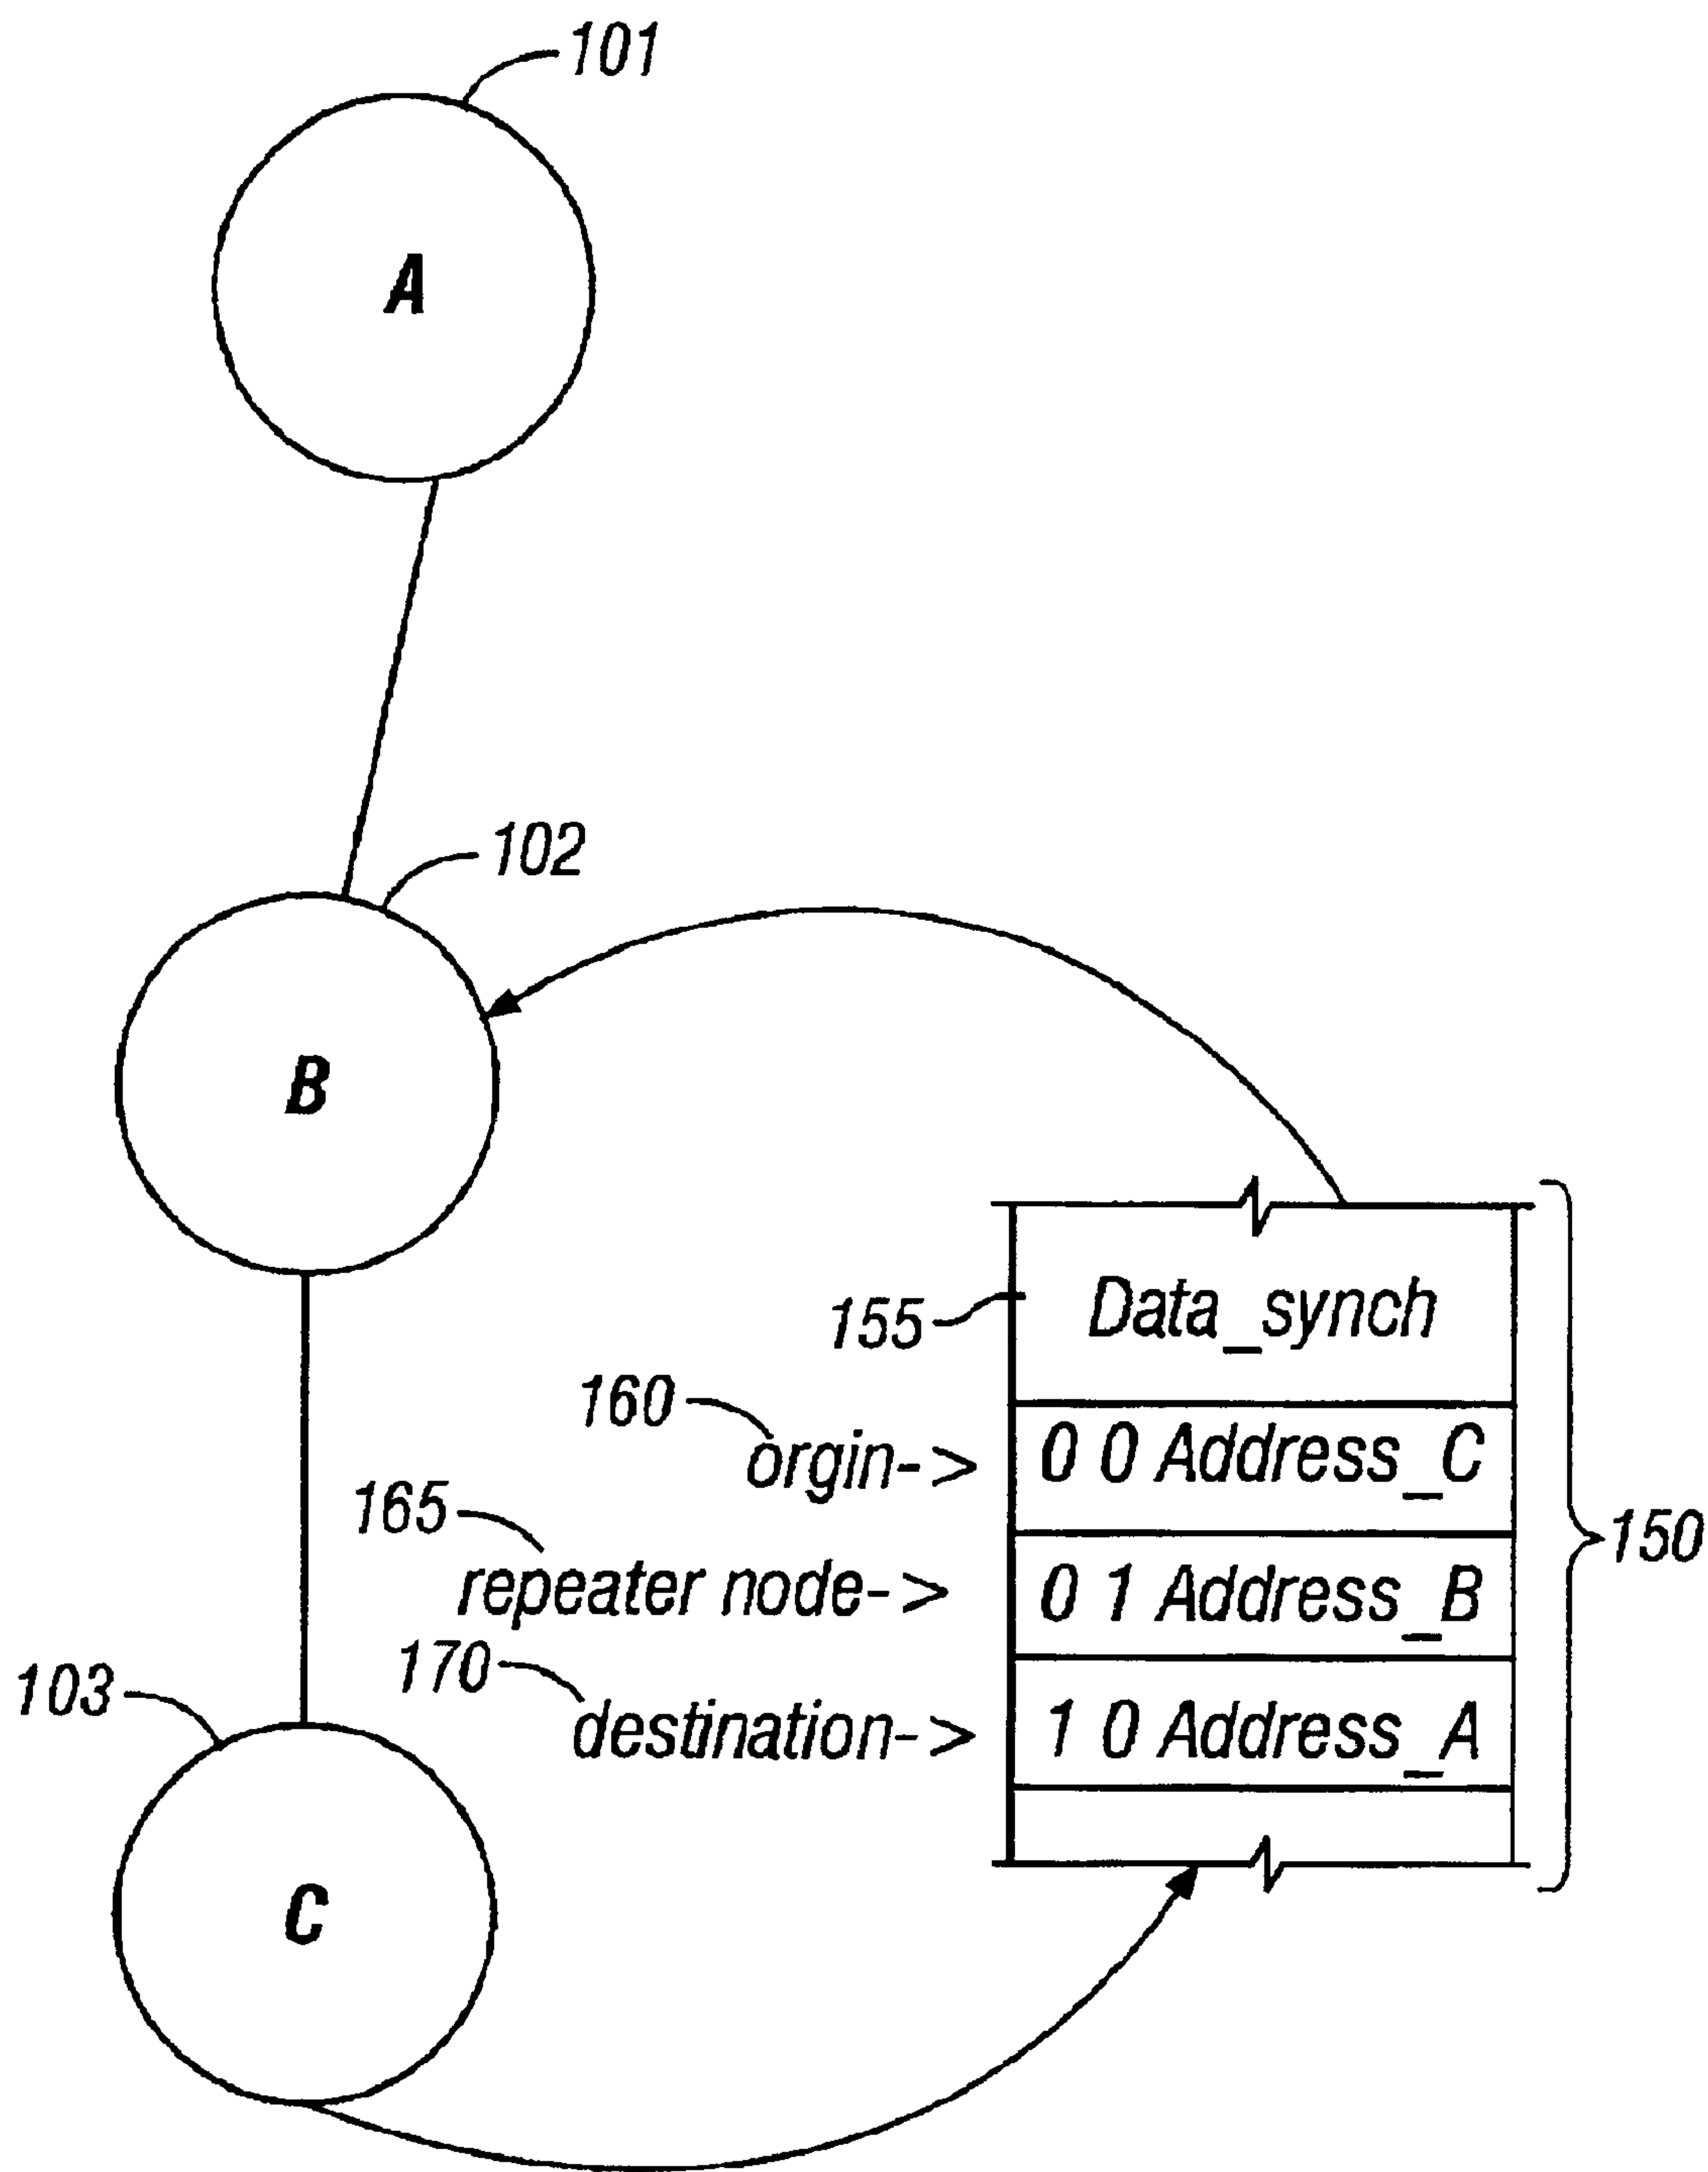 101
A
102
B
155
Data_synch
160
orgin->
0 0 Address_C
165
repeater node->
0 1 Address_B
150
170
destination->
1 0 Address_A
103
C